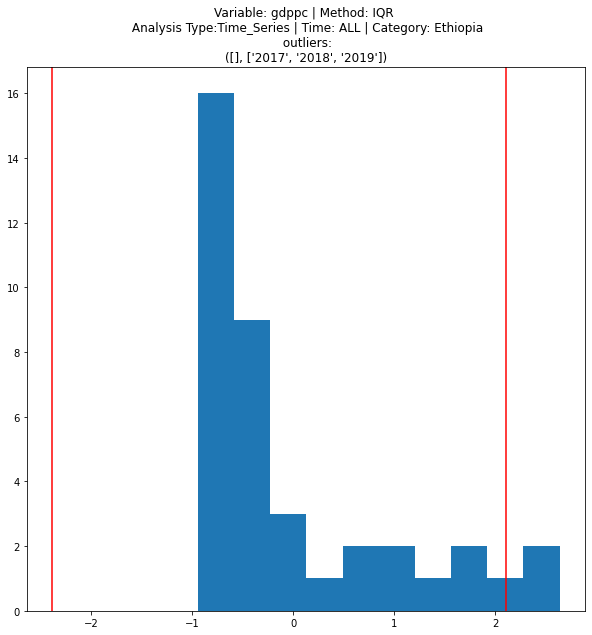 Variable: gdppc | Method: IQR
Analysis Type:Time_Series | Time: ALL | Category: Ethiopia
outliers:
([], ['2017', '2018', '2019'])
16
14
12
10
8
6
4
2
0
−2 −1 0 1 2